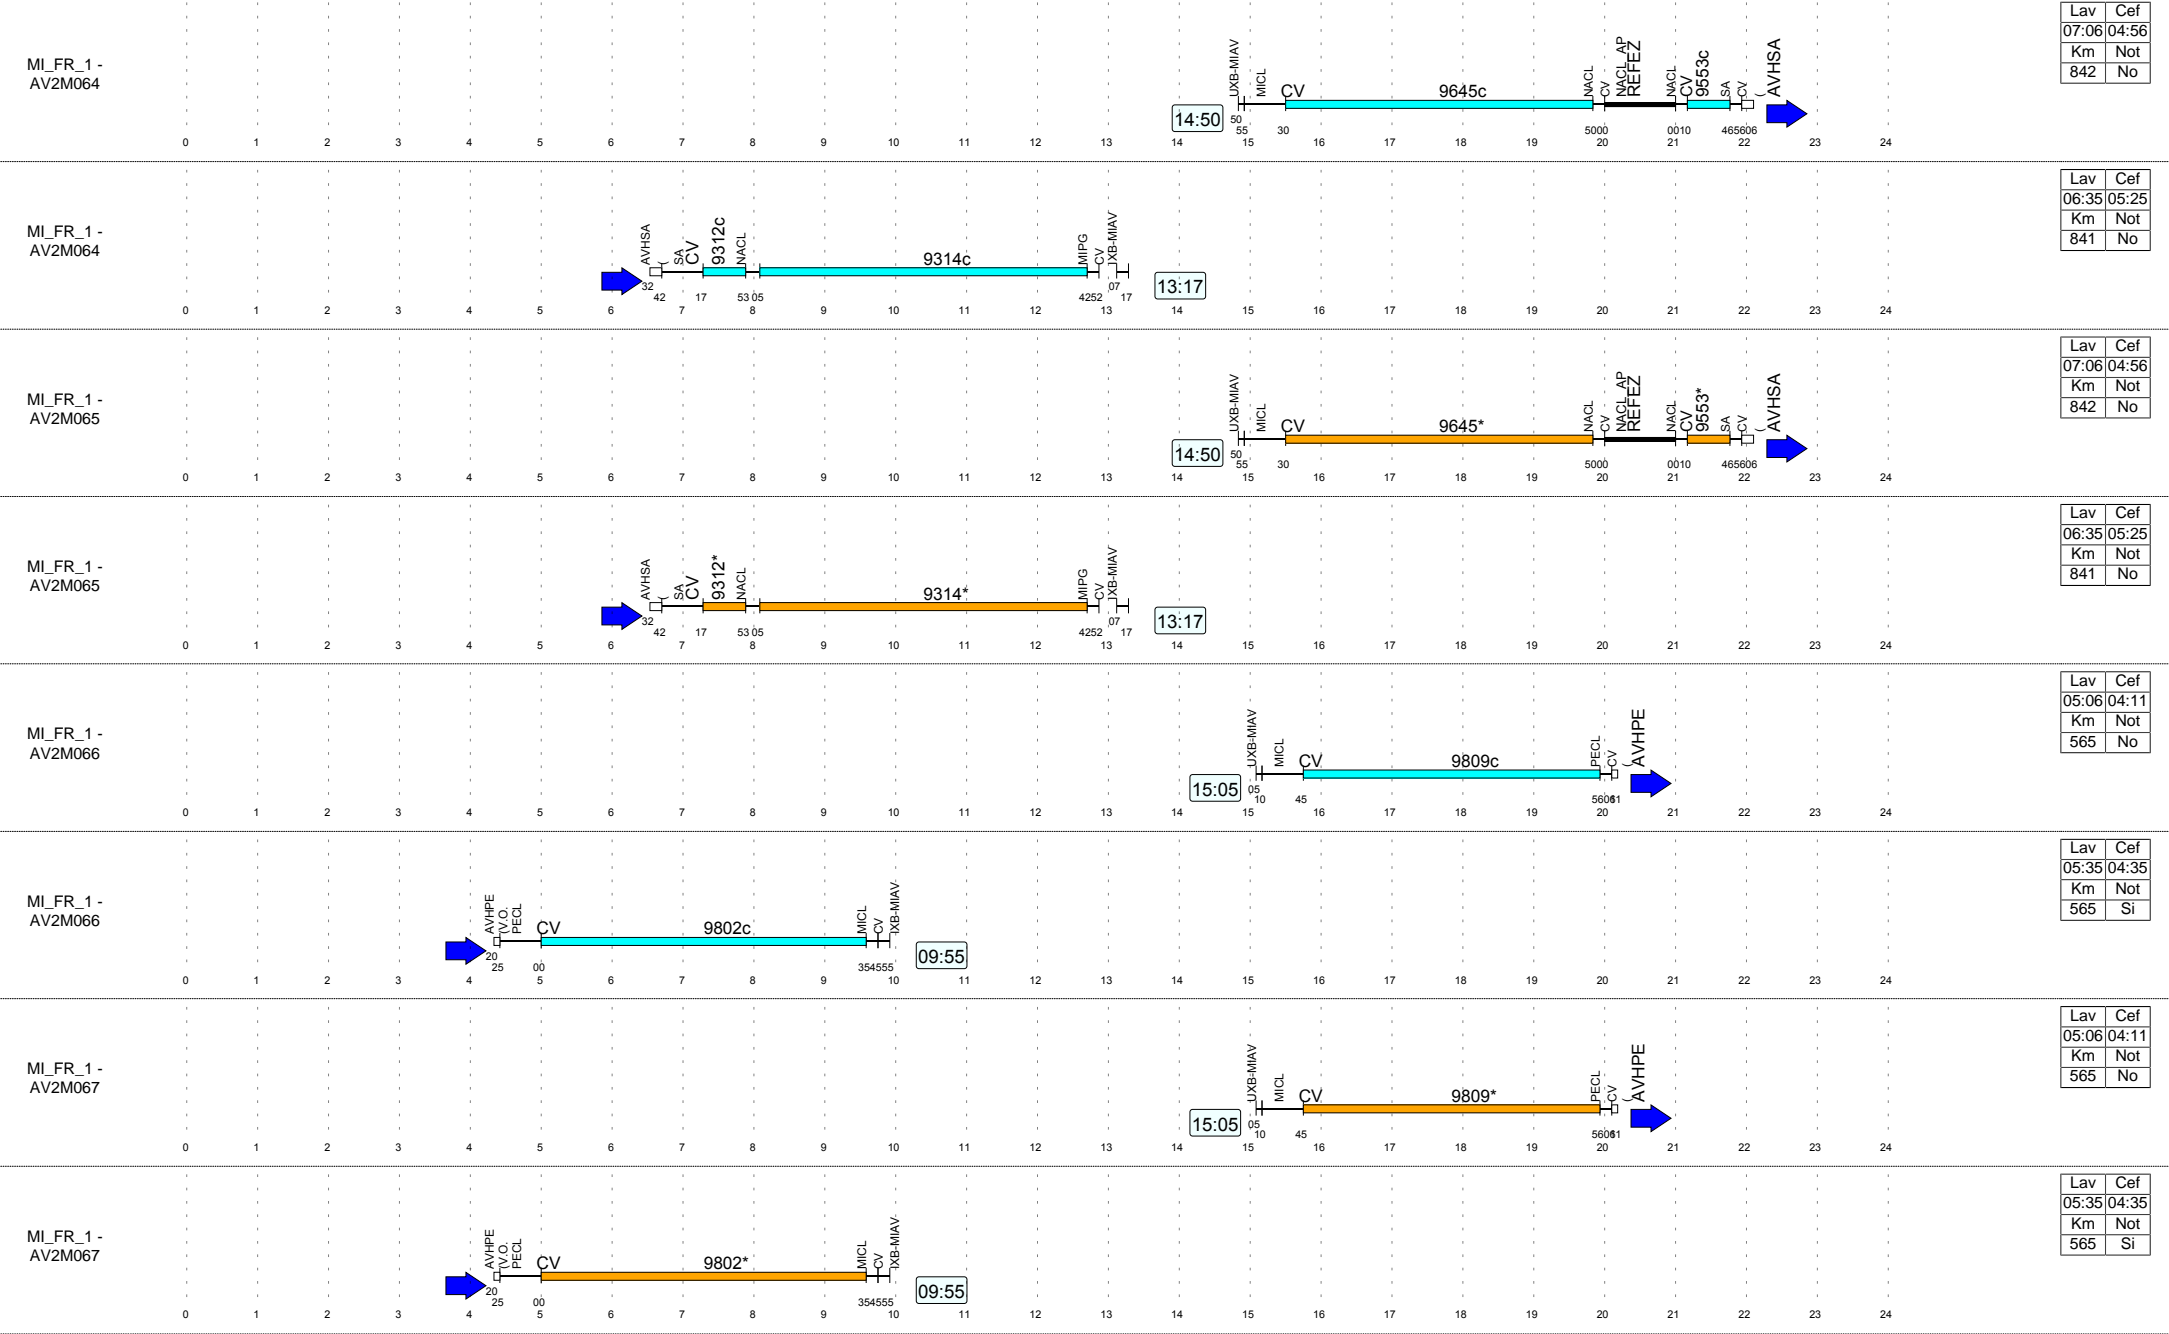 Lav Cef
07:06 04:56
Km Not
842 No
MI_FR_1 -
AV2M064
UXB-MIAV MICL CV 9645c NACL CV NACL_AP REFEZ NACL CV 9553c SA CV ( AVHSA
14:50
50 55 30 5000 0010 465606
0 1 2 3 4 5 6 7 8 9 10 11 12 13 14 15 16 17 18 19 20 21 22 23 24
Lav Cef
06:35 05:25
Km Not
841 No
MI_FR_1 -
AV2M064
AVHSA ( SA CV 9312c NACL 9314c MIPG CV IXB-MIAV
13:17
32 42 17 53 05 4252 07 17
0 1 2 3 4 5 6 7 8 9 10 11 12 13 14 15 16 17 18 19 20 21 22 23 24
Lav Cef
07:06 04:56
Km Not
842 No
MI_FR_1 -
AV2M065
UXB-MIAV MICL CV 9645* NACL CV NACL_AP REFEZ NACL CV 9553* SA CV ( AVHSA
14:50
50 55 30 5000 0010 465606
0 1 2 3 4 5 6 7 8 9 10 11 12 13 14 15 16 17 18 19 20 21 22 23 24
Lav Cef
06:35 05:25
Km Not
841 No
MI_FR_1 -
AV2M065
AVHSA ( SA CV 9312* NACL 9314* MIPG CV IXB-MIAV
13:17
32 42 17 53 05 4252 07 17
0 1 2 3 4 5 6 7 8 9 10 11 12 13 14 15 16 17 18 19 20 21 22 23 24
Lav Cef
05:06 04:11
Km Not
565 No
MI_FR_1 -
AV2M066
UXB-MIAV MICL CV 9809c PECL CV ( AVHPE
15:05
05 10 45 56
0 1 2 3 4 5 6 7 8 9 10 11 12 13 14 15 16 17 18 19 20 21 22 23 24
Lav Cef
05:35 04:35
Km Not
565 Si
MI_FR_1 -
AV2M066
AVHPE (V.O. PECL CV 9802c MICL CV IXB-MIAV
09:55
20 25 00 354555
0 1 2 3 4 5 6 7 8 9 10 11 12 13 14 15 16 17 18 19 20 21 22 23 24
Lav Cef
05:06 04:11
Km Not
565 No
MI_FR_1 -
AV2M067
UXB-MIAV MICL CV 9809* PECL CV ( AVHPE
15:05
05 10 45 56
0 1 2 3 4 5 6 7 8 9 10 11 12 13 14 15 16 17 18 19 20 21 22 23 24
Lav Cef
05:35 04:35
Km Not
565 Si
MI_FR_1 -
AV2M067
AVHPE (V.O. PECL CV 9802* MICL CV IXB-MIAV
09:55
20 25 00 354555
0 1 2 3 4 5 6 7 8 9 10 11 12 13 14 15 16 17 18 19 20 21 22 23 24